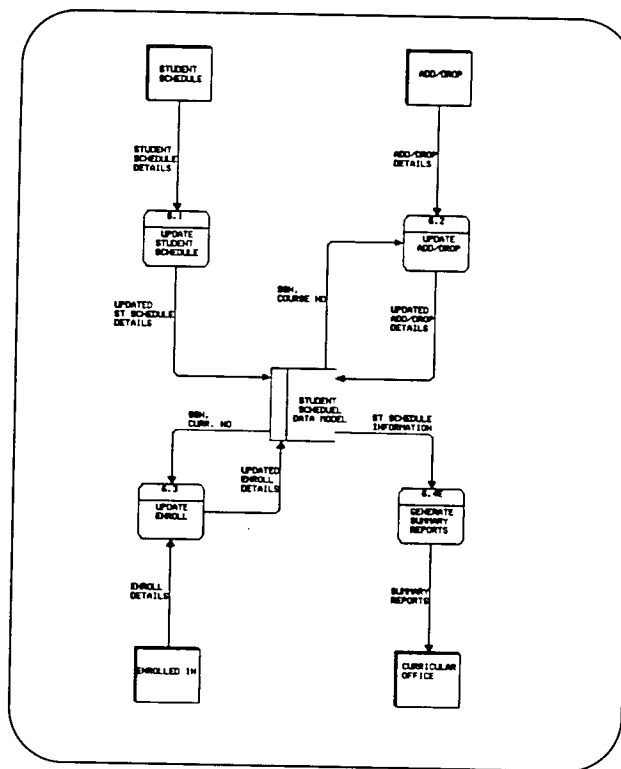 STUDENT
SCHEDULE
ADD/DROP
STUDENT
SCHEDULE
DETAILS
ADD/DROP
DETAILS
6.1
UPDATE
STUDENT
SCHEDULE
6.2
UPDATE
ADD/DROP
SSN,
COURSE NO
UPDATED
ST SCHEDULE
DETAILS
UPDATED
ADD/DROP
DETAILS
STUDENT
SCHEDUEL
DATA MODEL
SSN,
CURR. NO
ST SCHEDULE
INFORMATION
UPDATED
ENROLL
DETAILS
6.3
UPDATE
ENROLL
6.4E
GENERATE
SUMMARY
REPORTS
ENROLL
DETAILS
SUMMARY
REPORTS
ENROLLED IN
CURRICULAR
OFFICE